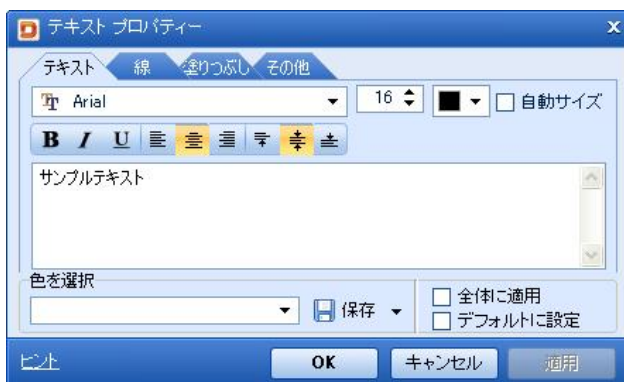 テキスト プロパティー
テキスト 線 塗りつぶし その他
Arial 16 自動サイズ
B I U
サンプルテキスト
色を選択
保存
全体に適用
デフォルトに設定
ヒント OK キャンセル 適用